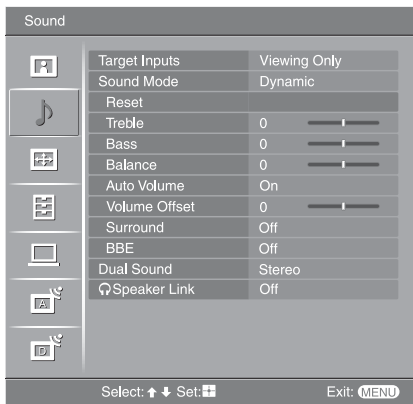 Sound
Target Inputs Viewing Only
Sound Mode Dynamic
Reset
Treble 0
Bass 0
Balance 0
Auto Volume On
Volume Offset 0
Surround Off
BBE Off
Dual Sound Stereo
Speaker Link Off
A
D
Select: Set: Exit: MENU